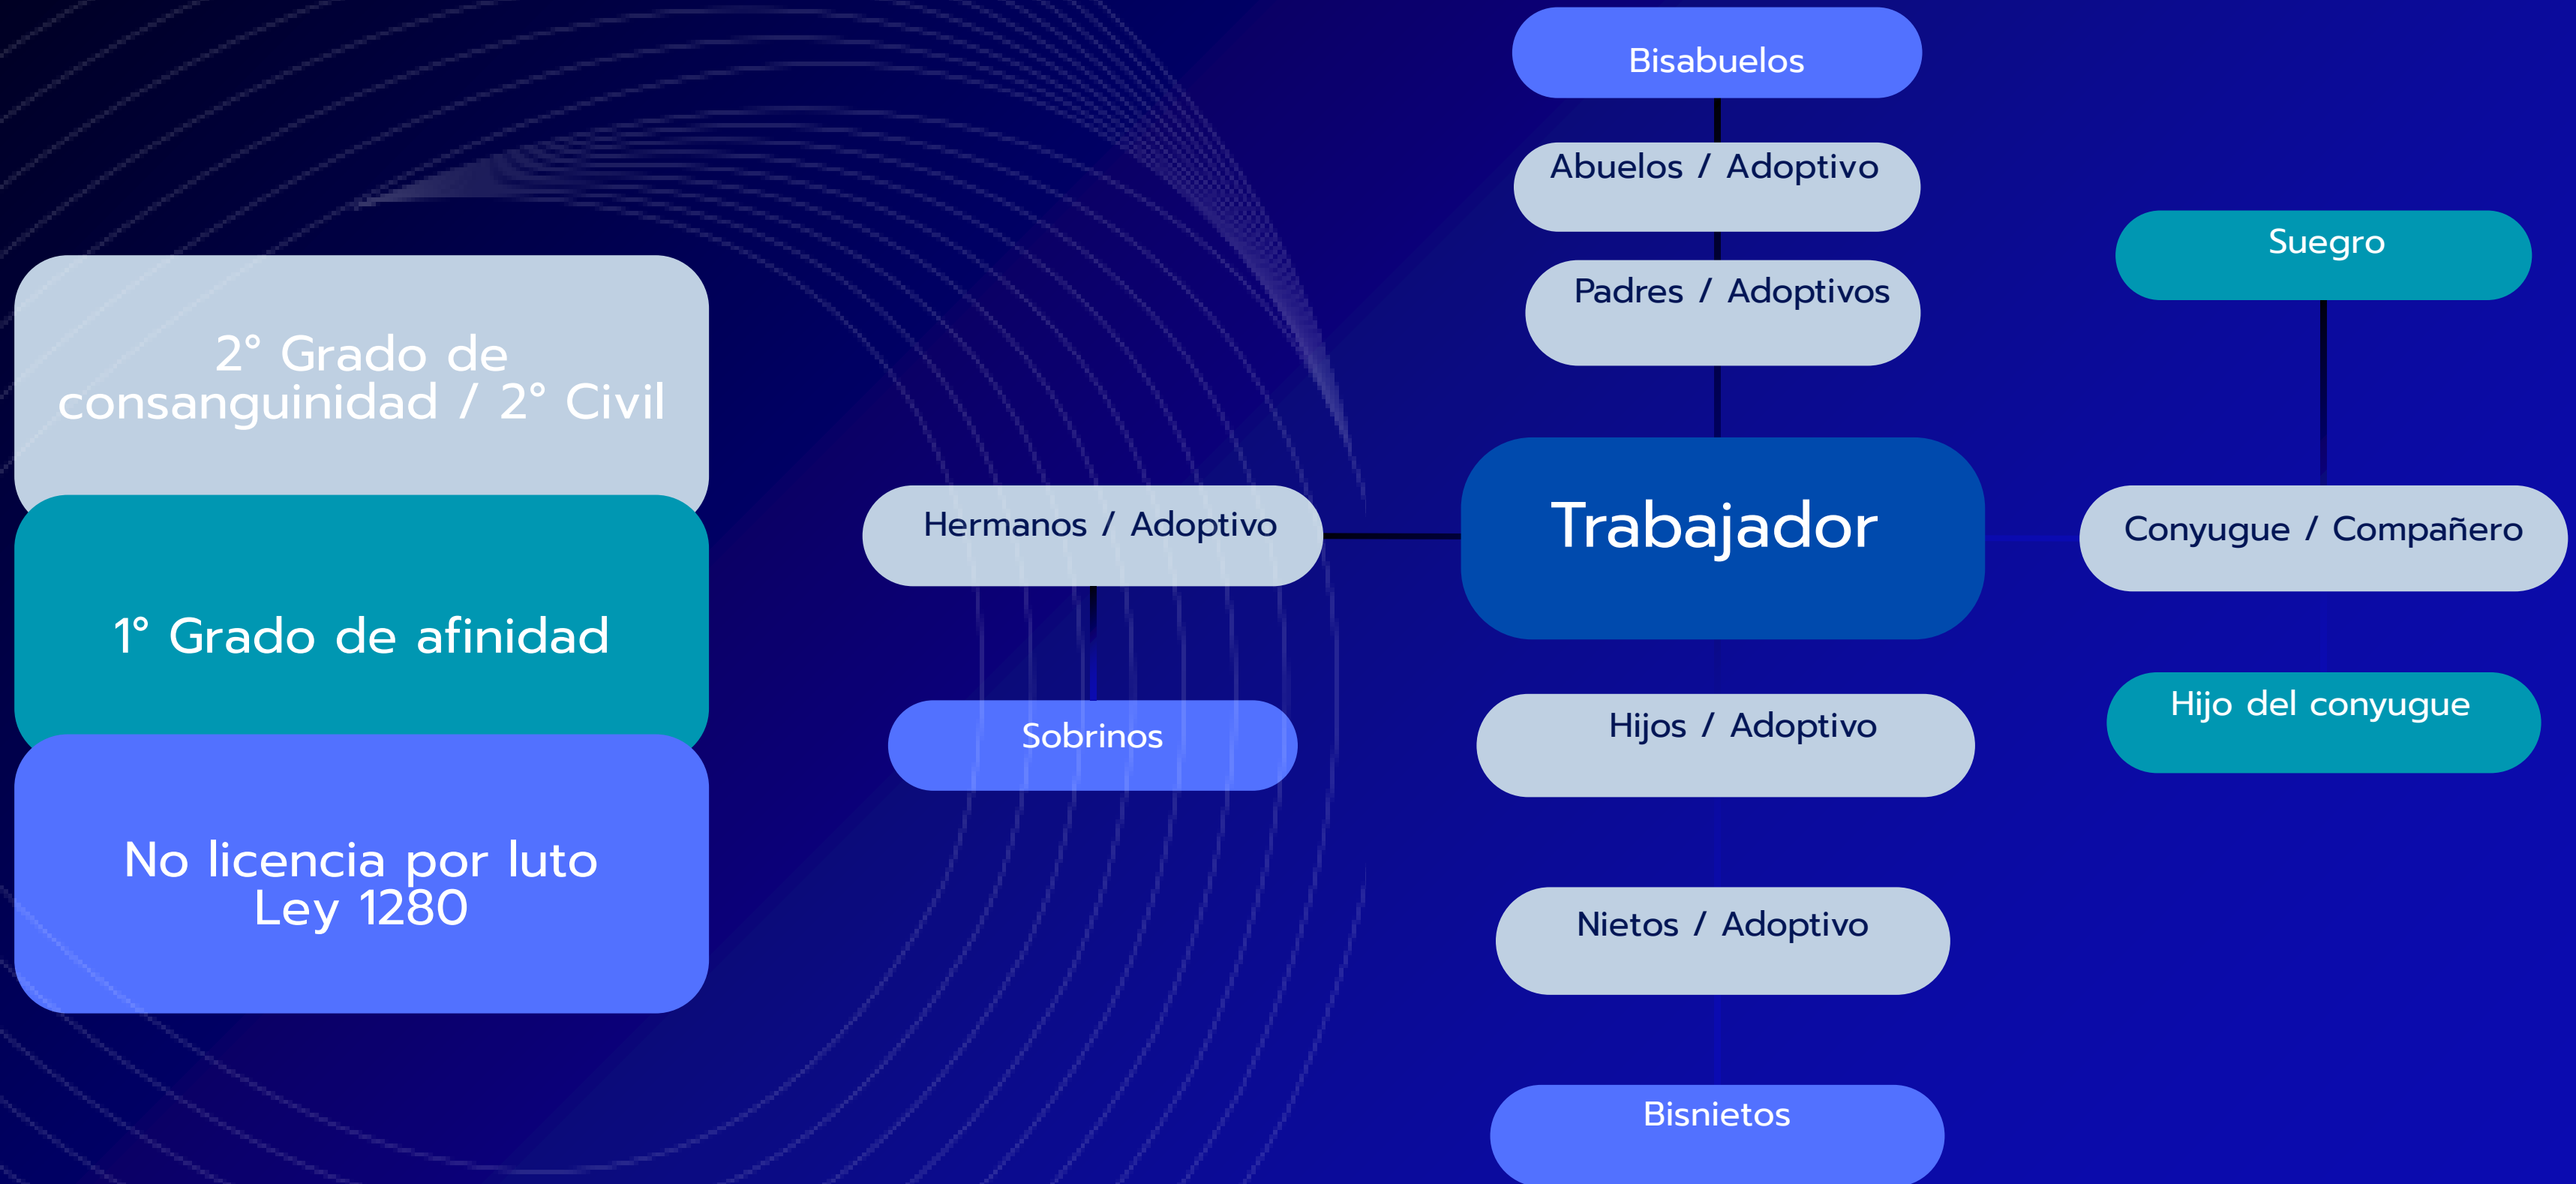 2° Grado de
consanguinidad / 2° Civil
1° Grado de afinidad
No licencia por luto
Ley 1280
Bisabuelos
Abuelos / Adoptivo
Padres / Adoptivos
Trabajador
Hermanos / Adoptivo
Sobrinos
Hijos / Adoptivo
Nietos / Adoptivo
Bisnietos
Suegro
Conyugue / Compañero
Hijo del conyugue